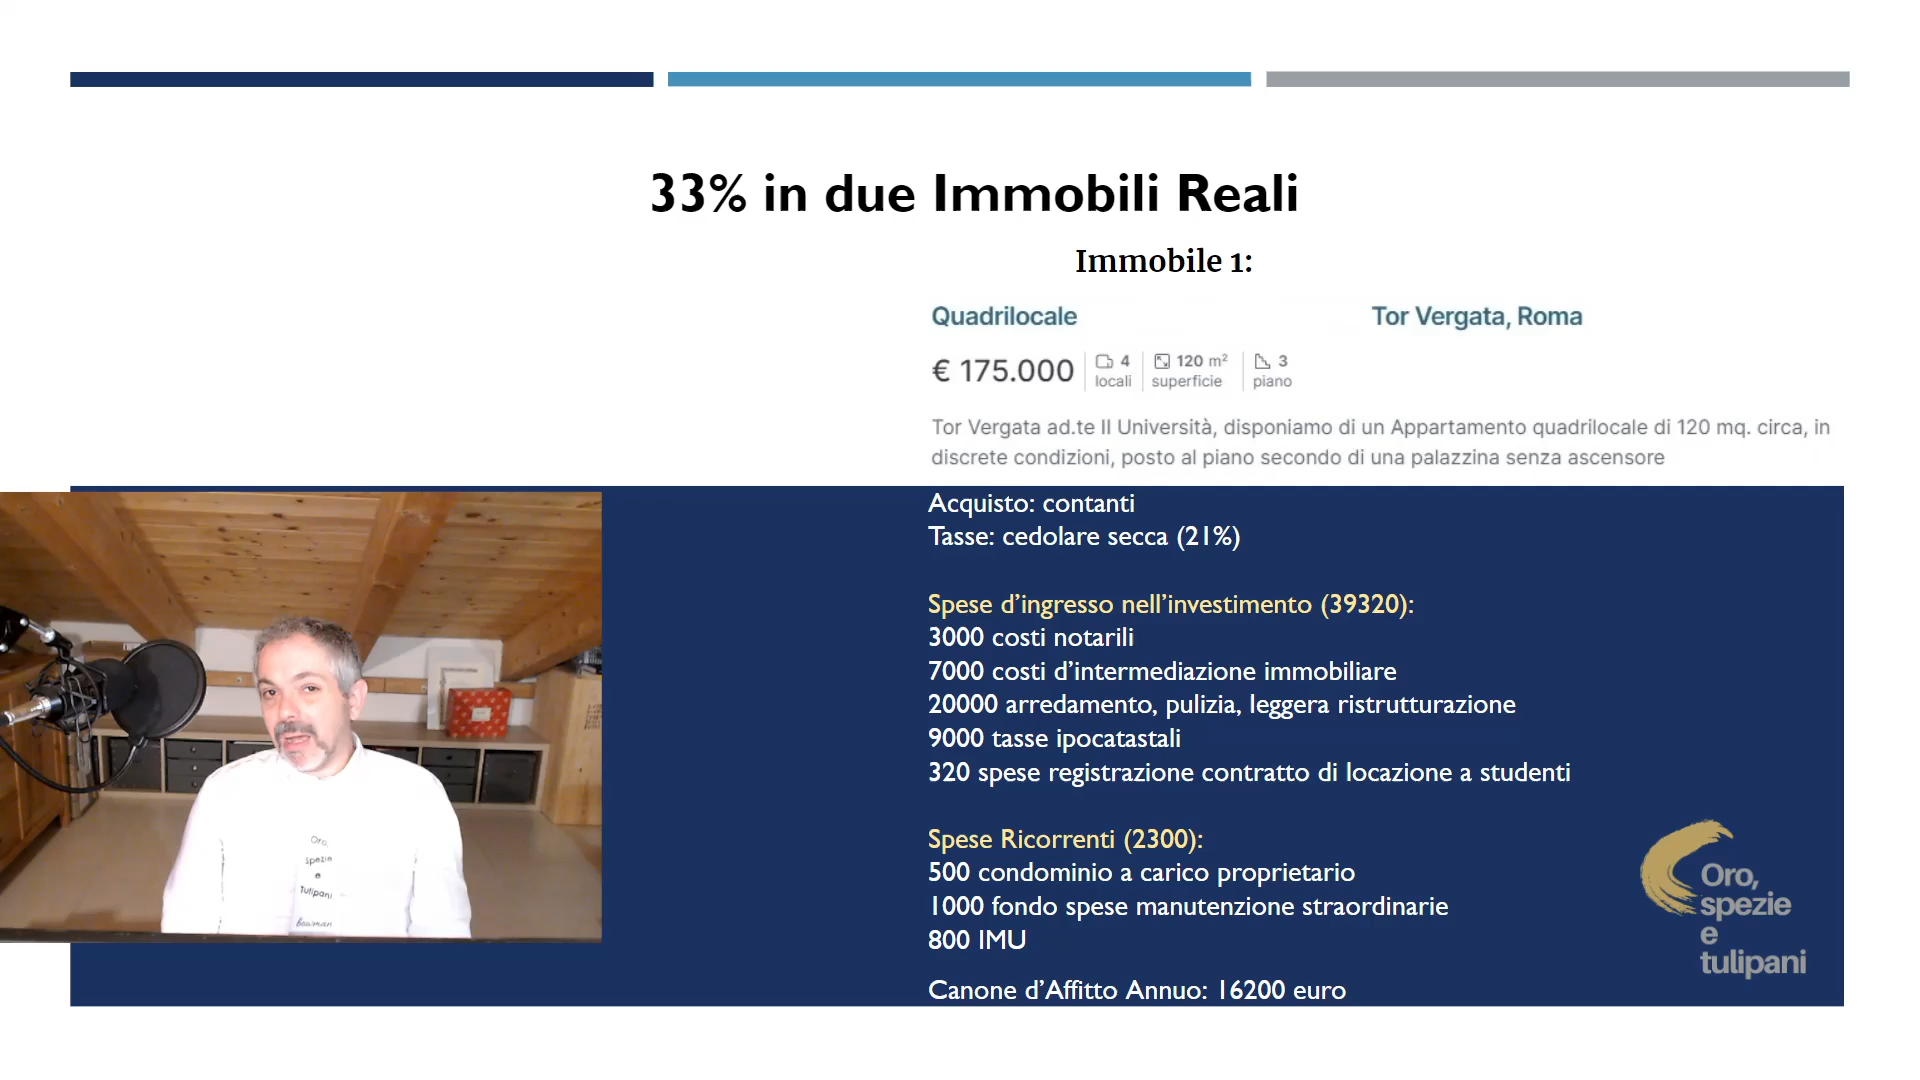 33% in due Immobili Reali
Immobile 1:
Quadrilocale
Tor Vergata, Roma
€ 175.000
4
locali
120 m²
superficie
3
piano
Tor Vergata ad.te II Università, disponiamo di un Appartamento quadrilocale di 120 mq. circa, in
discrete condizioni, posto al piano secondo di una palazzina senza ascensore
Acquisto: contanti
Tasse: cedolare secca (21%)
Spese d'ingresso nell'investimento (39320):
3000 costi notarili
7000 costi d'intermediazione immobiliare
20000 arredamento, pulizia, leggera ristrutturazione
9000 tasse ipocatastali
320 spese registrazione contratto di locazione a studenti
Spese Ricorrenti (2300):
500 condominio a carico proprietario
1000 fondo spese manutenzione straordinarie
800 IMU
Canone d'Affitto Annuo: 16200 euro
Oro,
spezie
e
tulipani
Oro,
spezie
e
Tulipani
Bowman